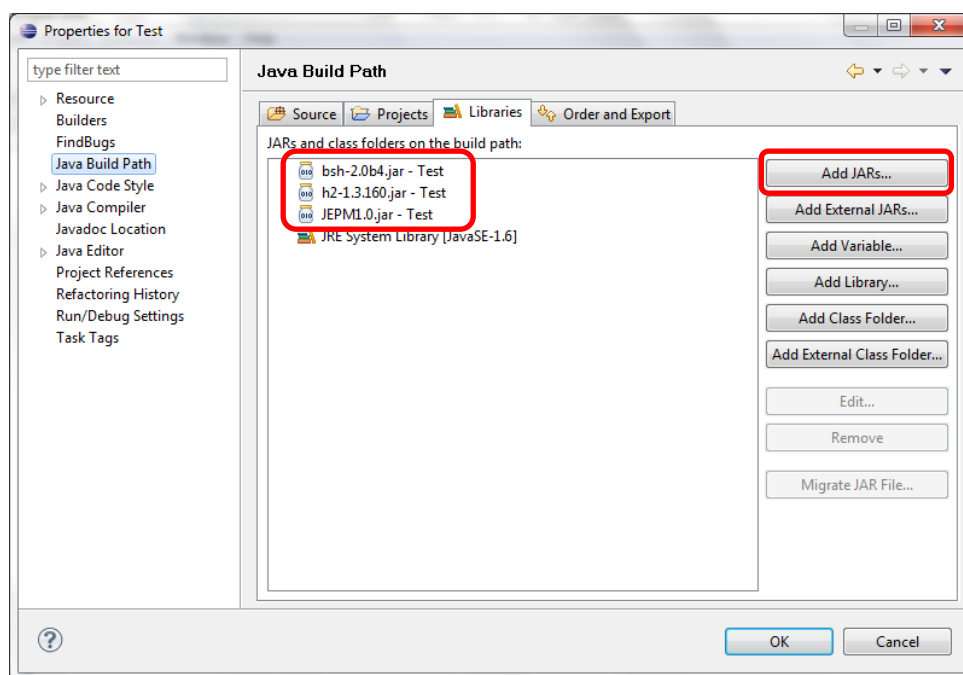 Properties for Test
type filter text
Resource
Builders
FindBugs
Java Build Path
Java Code Style
Java Compiler
Javadoc Location
Java Editor
Project References
Refactoring History
Run/Debug Settings
Task Tags
Java Build Path
Source Projects Libraries Order and Export
JARs and class folders on the build path:
bsh-2.0b4.jar - Test
h2-1.3.160.jar - Test
JEPM1.0.jar - Test
JRE System Library [JavaSE-1.6]
Add JARs...
Add External JARs...
Add Variable...
Add Library...
Add Class Folder...
Add External Class Folder...
Edit...
Remove
Migrate JAR File...
OK Cancel